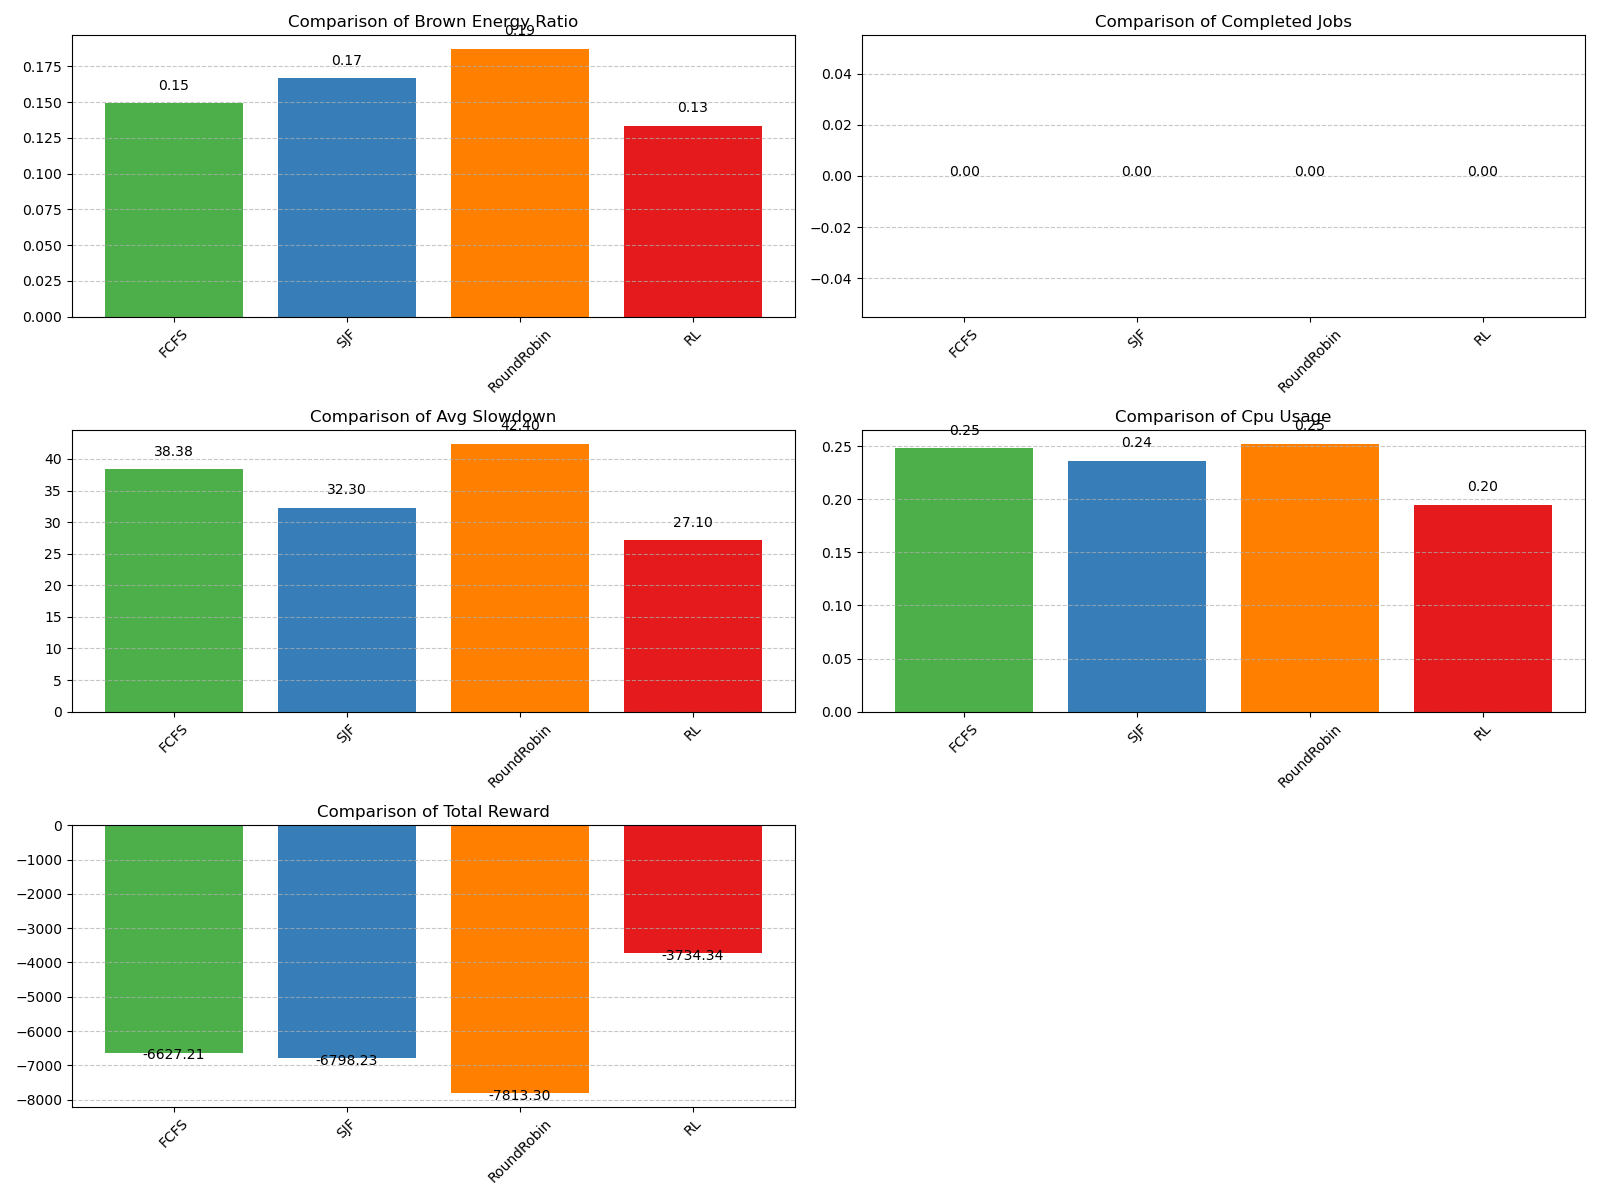 Comparison of Brown Energy Ratio
0.175
0.150
0.125
0.100
0.075
0.050
0.025
0.000
0.15
0.17
0.19
0.13
FCFS
SJF
RoundRobin
RL
Comparison of Completed Jobs
0.04
0.02
0.00
−0.02
−0.04
0.00
0.00
0.00
0.00
FCFS
SJF
RoundRobin
RL
Comparison of Avg Slowdown
40
35
30
25
20
15
10
5
0
38.38
32.30
42.40
27.10
FCFS
SJF
RoundRobin
RL
Comparison of Cpu Usage
0.25
0.20
0.15
0.10
0.05
0.00
0.25
0.24
0.25
0.20
FCFS
SJF
RoundRobin
RL
Comparison of Total Reward
0
−1000
−2000
−3000
−4000
−5000
−6000
−7000
−8000
-6627.21
-6798.23
-7813.30
-3734.34
FCFS
SJF
RoundRobin
RL